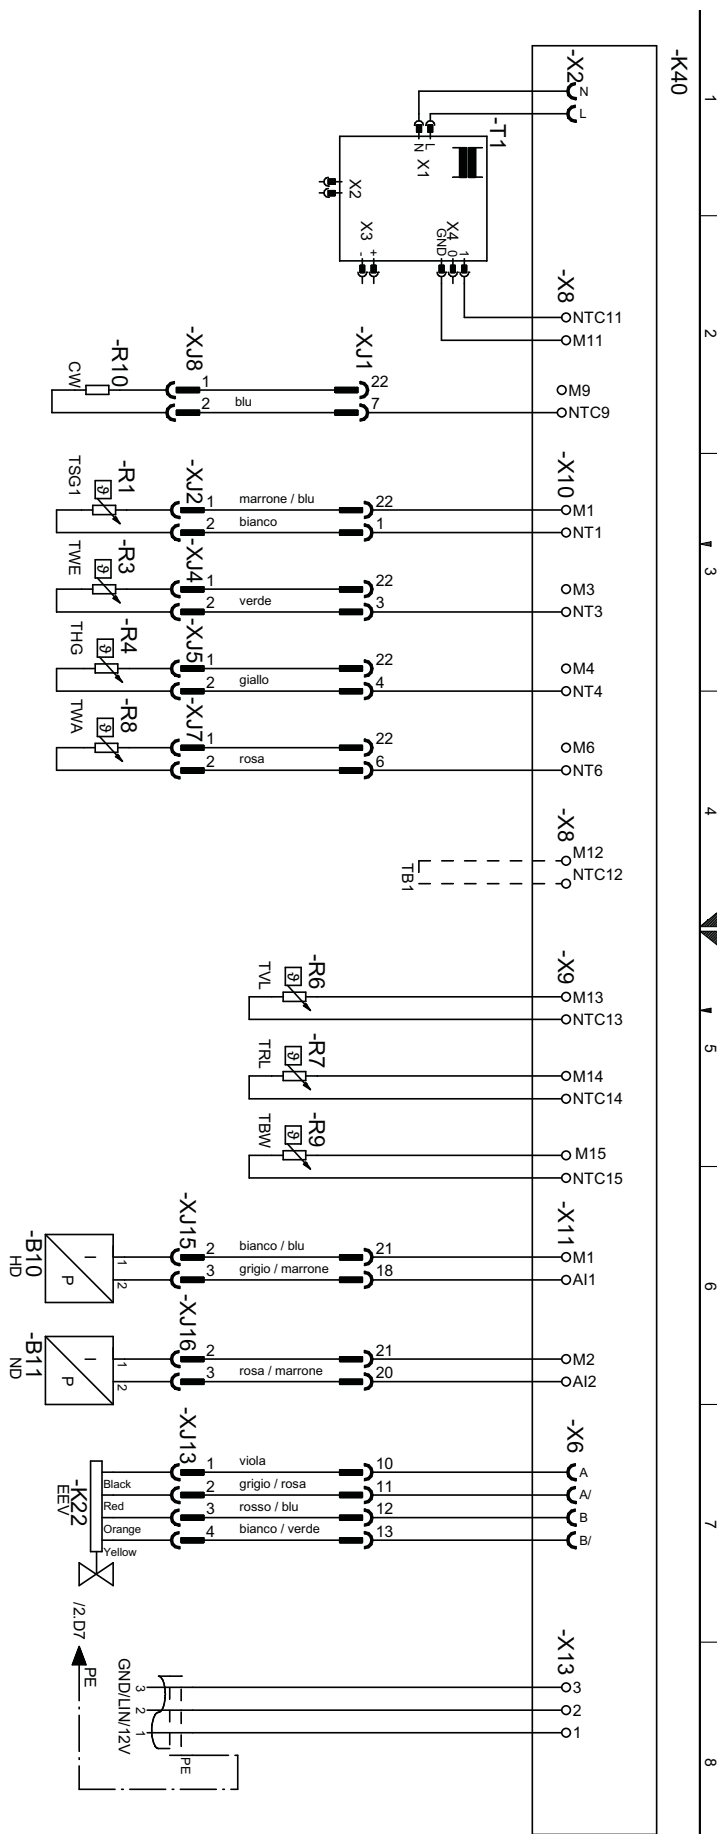 -K40
1
2
3
4
5
6
7
8
-X2
N
L
-T1
L
N
X1
X2
X3
+
-
X4
1
0
GND
-X8
NTC11
M11
-R10
CW
-XJ8
1
2
blu
-XJ1
22
7
M9
NTC9
-X10
-R1
TSG1
ϑ
-XJ2
1
2
marrone / blu
bianco
22
1
M1
NT1
-R3
TWE
ϑ
-XJ4
1
2
verde
22
3
M3
NT3
-R4
THG
ϑ
-XJ5
1
2
giallo
22
4
M4
NT4
-R8
TWA
ϑ
-XJ7
1
2
rosa
22
6
M6
NT6
-X8
M12
NTC12
TB1
-X9
-R6
TVL
ϑ
M13
NTC13
-R7
TRL
ϑ
M14
NTC14
-R9
TBW
ϑ
M15
NTC15
-X11
-B10
HD
I
P
1
2
-XJ15
2
3
bianco / blu
grigio / marrone
21
18
M1
AI1
-B11
ND
I
P
1
2
-XJ16
2
3
rosa / marrone
21
20
M2
AI2
-X6
-K22
EEV
Black
Red
Orange
Yellow
-XJ13
1
2
3
4
viola
grigio / rosa
rosso / blu
bianco / verde
10
11
12
13
A
A/
B
B/
/2.D7
PE
-X13
GND/LIN/12V
3
2
1
PE
3
2
1